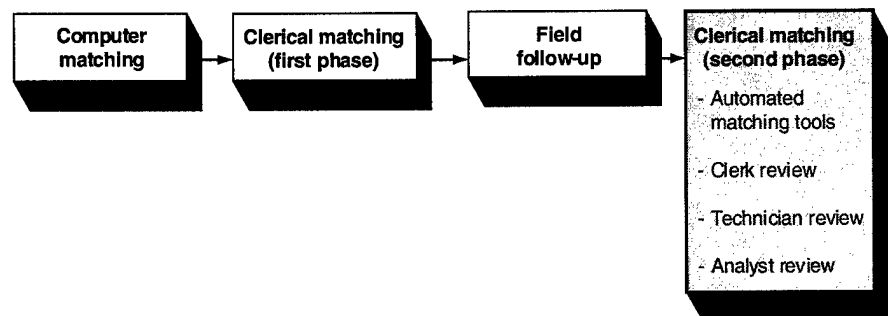 Computer
matching
Clerical matching
(first phase)
Field
follow-up
Clerical matching
(second phase)
- Automated
matching tools
- Clerk review
- Technician review
- Analyst review